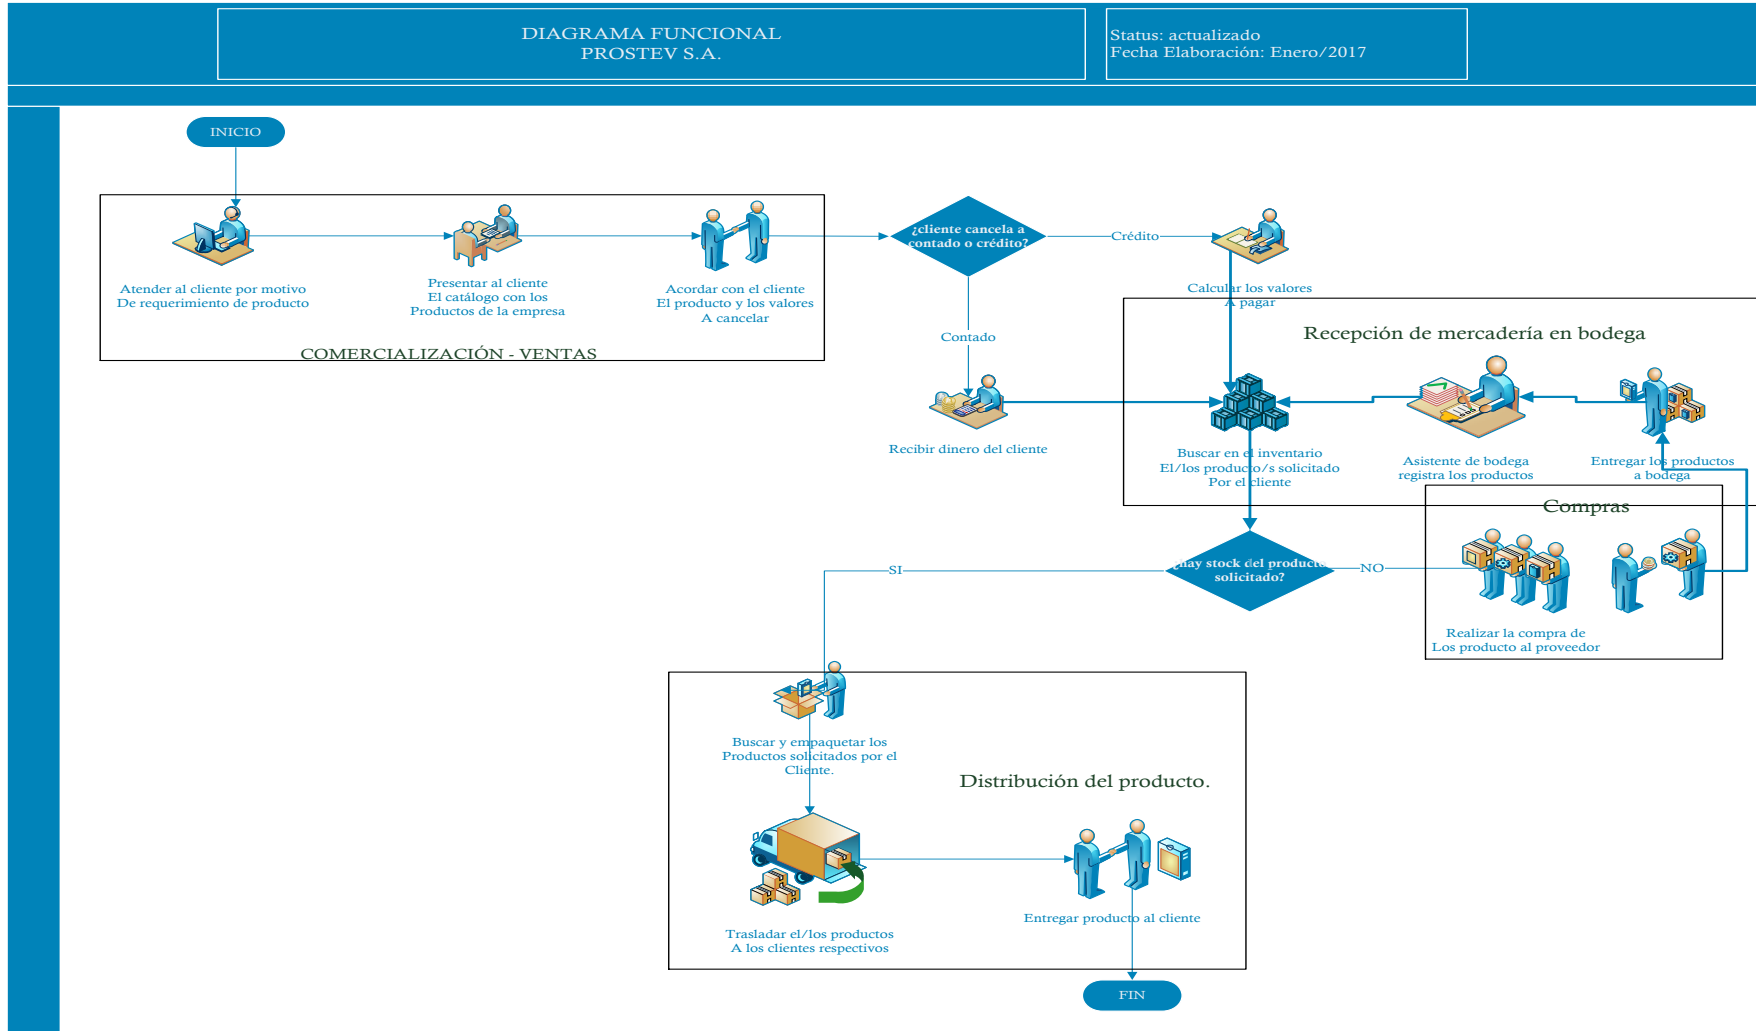 DIAGRAMA FUNCIONAL
PROSTEV S.A.
Status: actualizado
Fecha Elaboración: Enero/2017
INICIO
Atender al cliente por motivo
De requerimiento de producto
Presentar al cliente
El catálogo con los
Productos de la empresa
Acordar con el cliente
El producto y los valores
A cancelar
COMERCIALIZACIÓN - VENTAS
¿cliente cancela a
contado o crédito?
Crédito
Calcular los valores
A pagar
Contado
Recibir dinero del cliente
Recepción de mercadería en bodega
Buscar en el inventario
El/los producto/s solicitado
Por el cliente
Asistente de bodega
registra los productos
Entregar los productos
a bodega
Compras
¿hay stock del producto
solicitado?
SI
NO
Realizar la compra de
Los producto al proveedor
Buscar y empaquetar los
Productos solicitados por el
Cliente.
Distribución del producto.
Trasladar el/los productos
A los clientes respectivos
Entregar producto al cliente
FIN